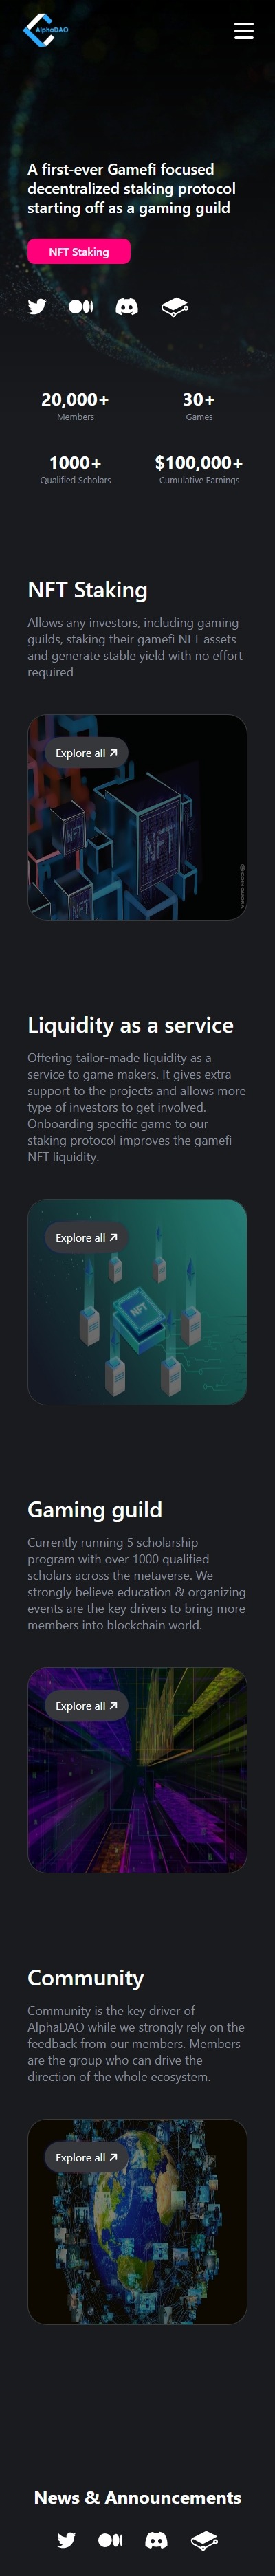 AlphaDAO
A first-ever Gamefi focused
decentralized staking protocol
starting off as a gaming guild
NFT Staking
20,000+
Members
30+
Games
1000+
Qualified Scholars
$100,000+
Cumulative Earnings
NFT Staking
Allows any investors, including gaming
guilds, staking their gamefi NFT assets
and generate stable yield with no effort
required
Explore all
NFT
NFT
NFT
Liquidity as a service
Offering tailor-made liquidity as a
service to game makers. It gives extra
support to the projects and allows more
type of investors to get involved.
Onboarding specific game to our
staking protocol improves the gamefi
NFT liquidity.
Explore all
NFT
Gaming guild
Currently running 5 scholarship
program with over 1000 qualified
scholars across the metaverse. We
strongly believe education & organizing
events are the key drivers to bring more
members into blockchain world.
Explore all
Community
Community is the key driver of
AlphaDAO while we strongly rely on the
feedback from our members. Members
are the group who can drive the
direction of the whole ecosystem.
Explore all
News & Announcements